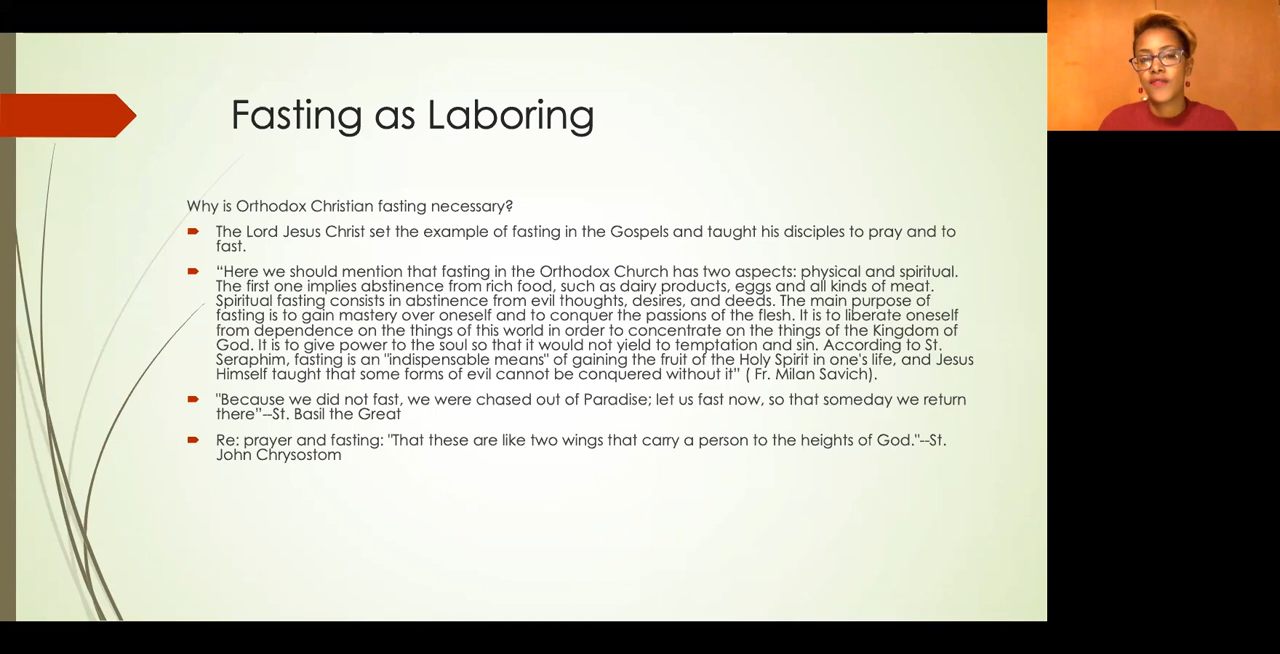 Fasting as Laboring
Why is Orthodox Christian fasting necessary?
The Lord Jesus Christ set the example of fasting in the Gospels and taught his disciples to pray and to
fast.
“Here we should mention that fasting in the Orthodox Church has two aspects: physical and spiritual.
The first one implies abstinence from rich food, such as dairy products, eggs and all kinds of meat.
Spiritual fasting consists in abstinence from evil thoughts, desires, and deeds. The main purpose of
fasting is to gain mastery over oneself and to conquer the passions of the flesh. It is to liberate oneself
from dependence on the things of this world in order to concentrate on the things of the Kingdom of
God. It is to give power to the soul so that it would not yield to temptation and sin. According to St.
Seraphim, fasting is an "indispensable means" of gaining the fruit of the Holy Spirit in one's life, and Jesus
Himself taught that some forms of evil cannot be conquered without it” ( Fr. Milan Savich).
"Because we did not fast, we were chased out of Paradise; let us fast now, so that someday we return
there”--St. Basil the Great
Re: prayer and fasting: "That these are like two wings that carry a person to the heights of God."--St.
John Chrysostom